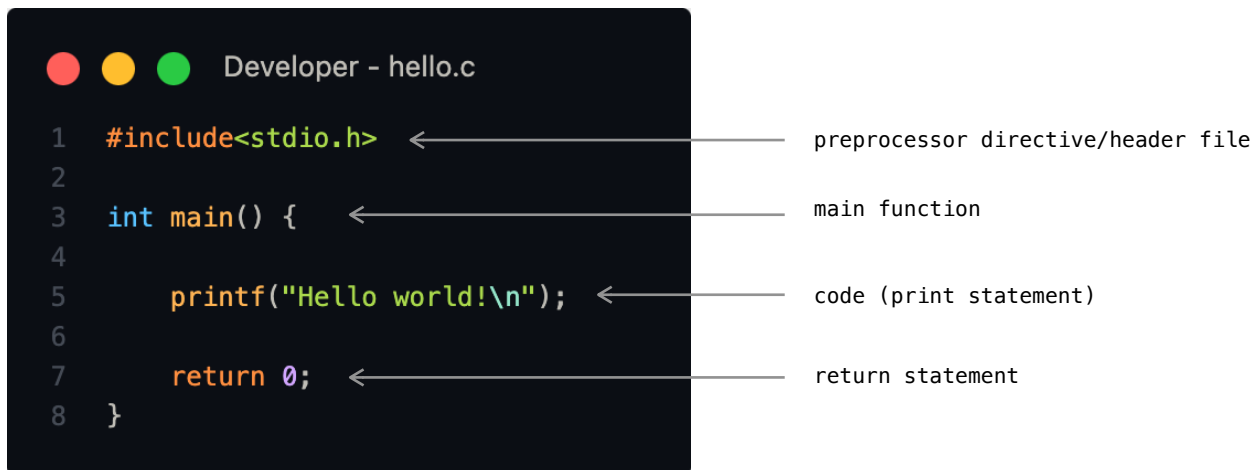 Developer - hello.c
1 #include<stdio.h> preprocessor directive/header file
2
3 int main() { main function
4
5     printf("Hello world!\n"); code (print statement)
6
7     return 0; return statement
8 }